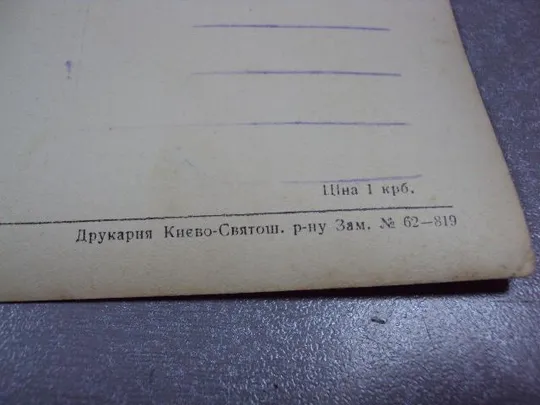 Ціна 1 крб.
Друкарня Києво-Святош. р-ну Зам. № 62—819